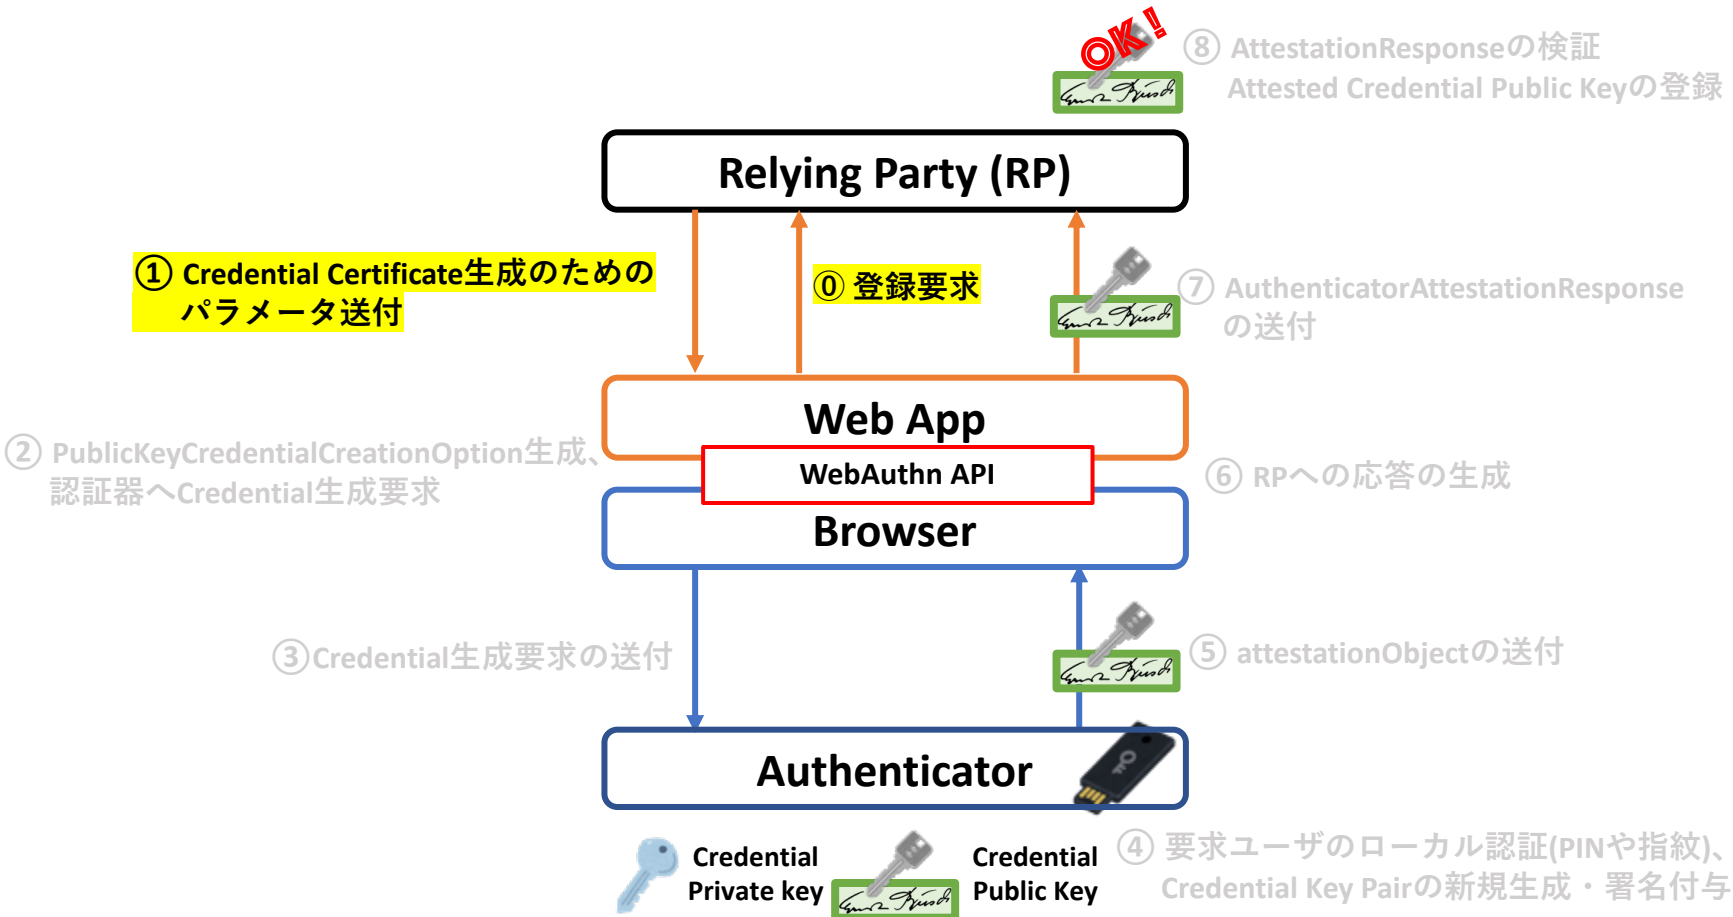 OK!
⑧ AttestationResponseの検証
Attested Credential Public Keyの登録
Relying Party (RP)
① Credential Certificate生成のための
パラメータ送付
⓪ 登録要求
⑦ AuthenticatorAttestationResponse
の送付
Web App
② PublicKeyCredentialCreationOption生成、
認証器へCredential生成要求
WebAuthn API
⑥ RPへの応答の生成
Browser
③Credential生成要求の送付
⑤ attestationObjectの送付
Authenticator
Credential
Private key
Credential
Public Key
④ 要求ユーザのローカル認証(PINや指紋)、
Credential Key Pairの新規生成・署名付与